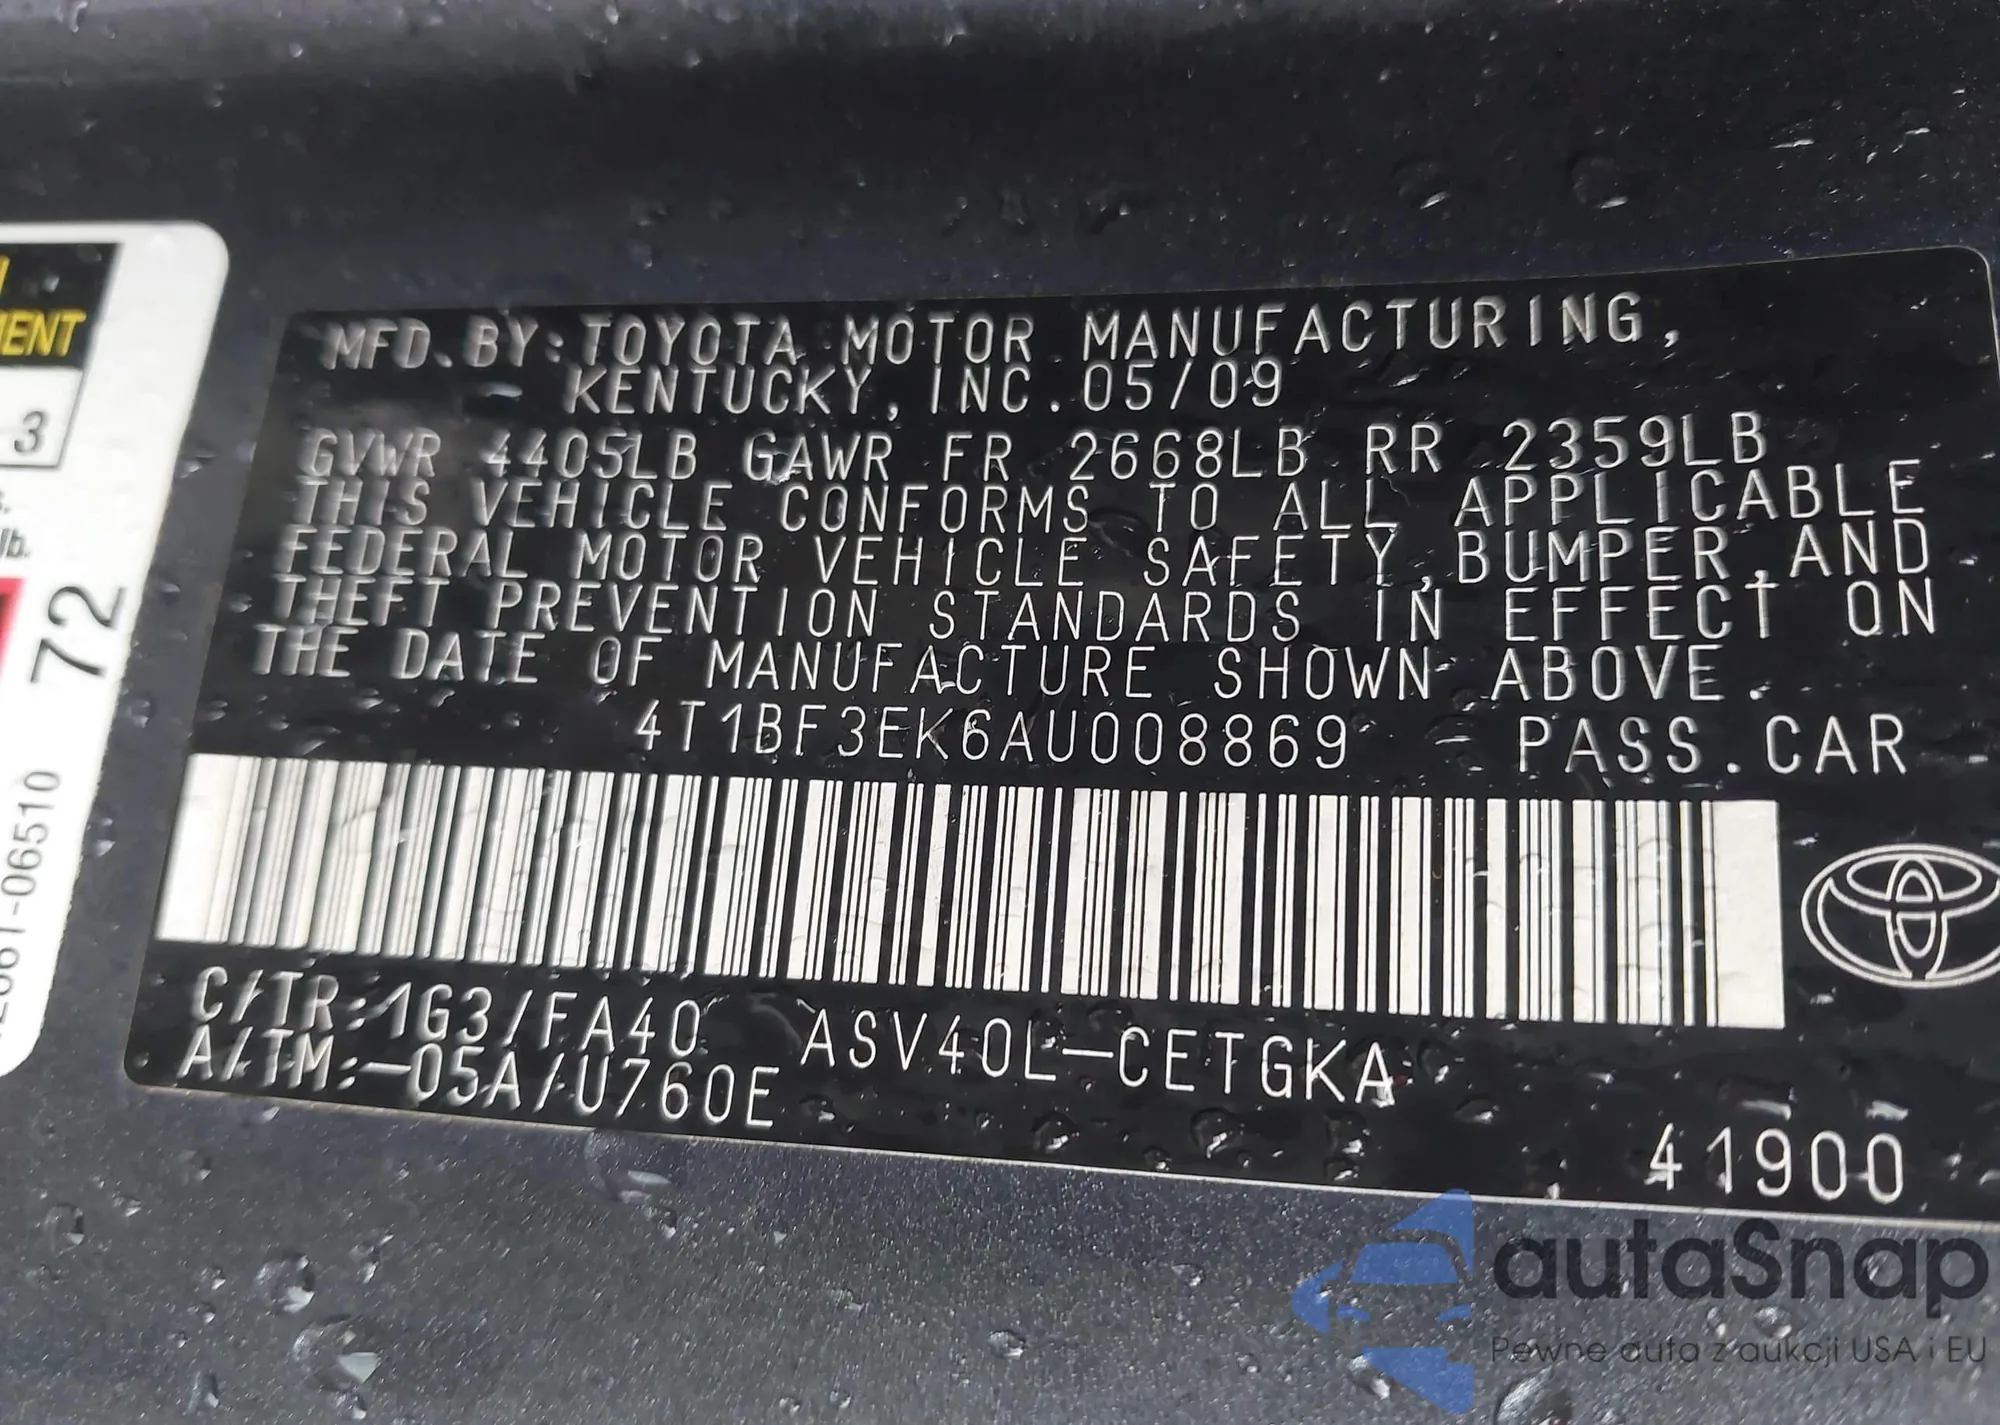 MENT
3
lb.
72
MFD. BY: TOYOTA MOTOR MANUFACTURING,
KENTUCKY, INC. 05/09
GVWR 4405LB GAWR FR 2668LB RR 2359LB
THIS VEHICLE CONFORMS TO ALL APPLICABLE
FEDERAL MOTOR VEHICLE SAFETY, BUMPER, AND
THEFT PREVENTION STANDARDS IN EFFECT ON
THE DATE OF MANUFACTURE SHOWN ABOVE.
4T1BF3EK6AU008869 PASS. CAR
C/TR: 1G3/FA40 ASV40L-CETGKA
A/TM: -05A/U760E
41900
autaSnap
Pewne auta z aukcji USA i EU